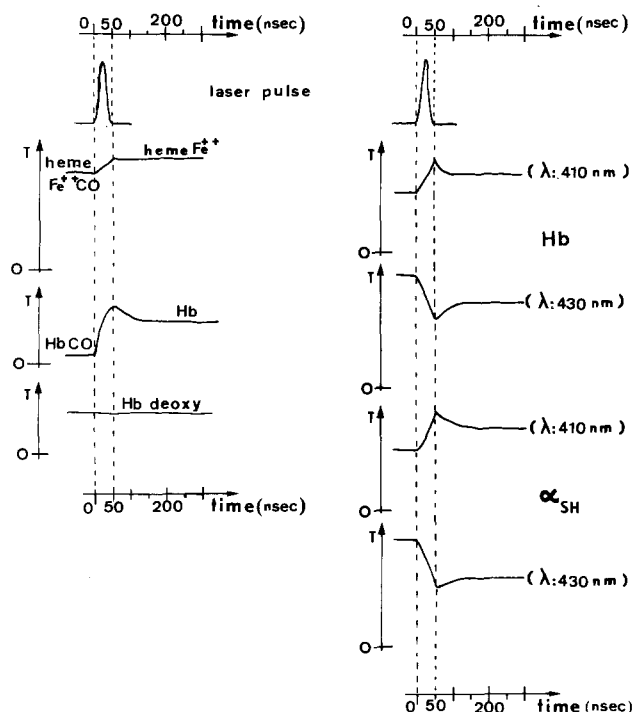 time(nsec)
0 50 200
laser pulse
T
heme
Fe++CO
heme Fe++
O
T
HbCO
Hb
O
T
Hb deoxy
O
0 50 200
time(nsec)
time(nsec)
0 50 200
T
(λ:410 nm)
O
Hb
T
(λ:430 nm)
O
T
(λ:410 nm)
O
αSH
T
(λ:430 nm)
O
0 50 200
time(nsec)